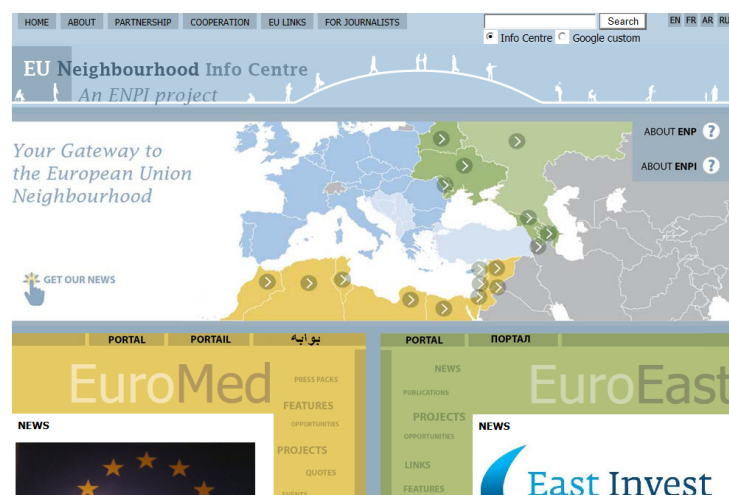 HOME ABOUT PARTNERSHIP COOPERATION EU LINKS FOR JOURNALISTS Search EN FR AR RU
Info Centre Google custom
EU Neighbourhood Info Centre
An ENPI project
Your Gateway to
the European Union
Neighbourhood
ABOUT ENP ?
ABOUT ENPI ?
GET OUR NEWS
PORTAL PORTAIL بوابه
EuroMed
PRESS PACKS
FEATURES
OPPORTUNITIES
PROJECTS
QUOTES
EVENTS
NEWS
PORTAL ПОРТАЛ
EuroEast
NEWS
PUBLICATIONS
PROJECTS
OPPORTUNITIES
LINKS
FEATURES
NEWS
East Invest